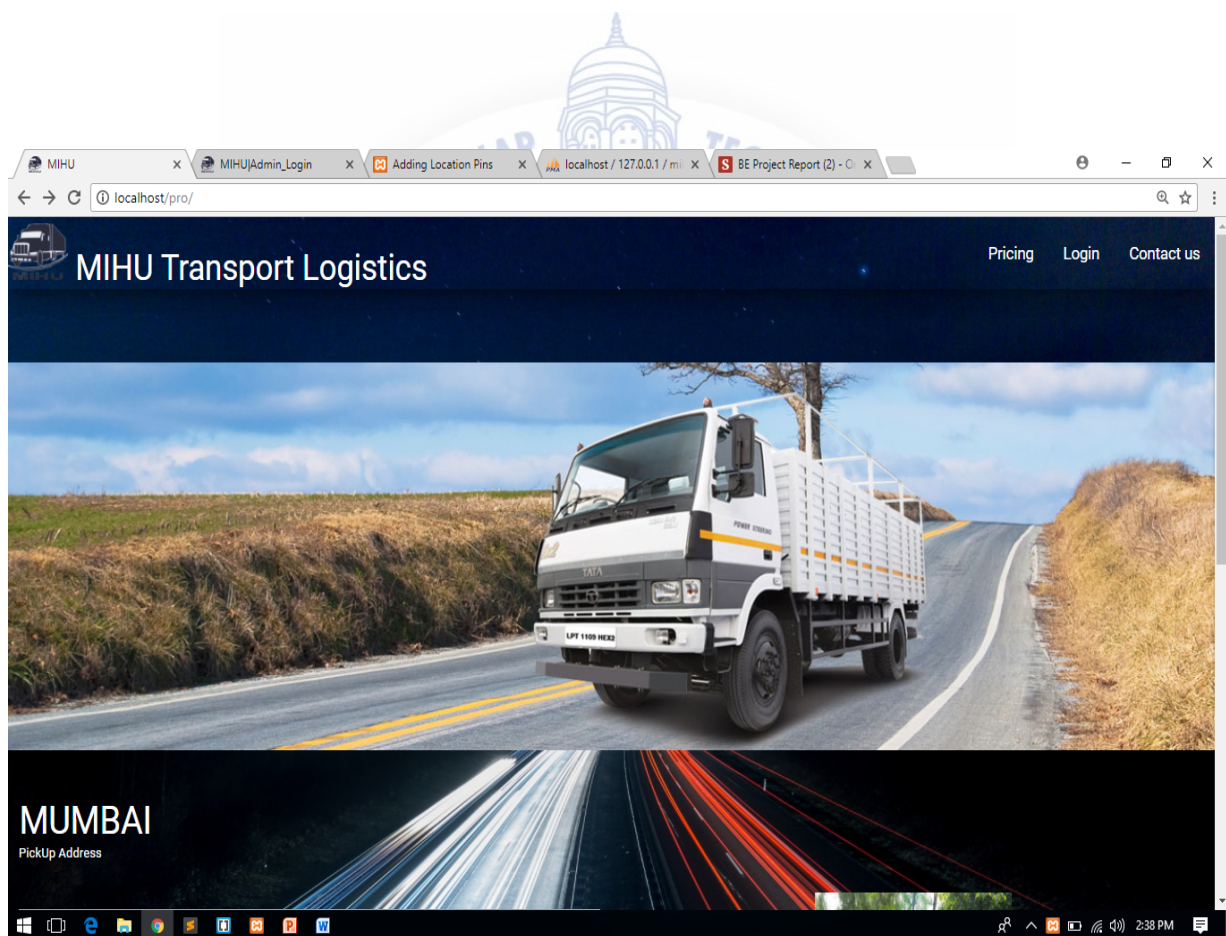 MIHU
MIHU|Admin_Login
Adding Location Pins
localhost / 127.0.0.1 / mi
BE Project Report (2) - O
localhost/pro/
MIHU
MIHU Transport Logistics
Pricing
Login
Contact us
POWER STEERING
TATA
LPT 1109 HEX2
MUMBAI
PickUp Address
2:38 PM